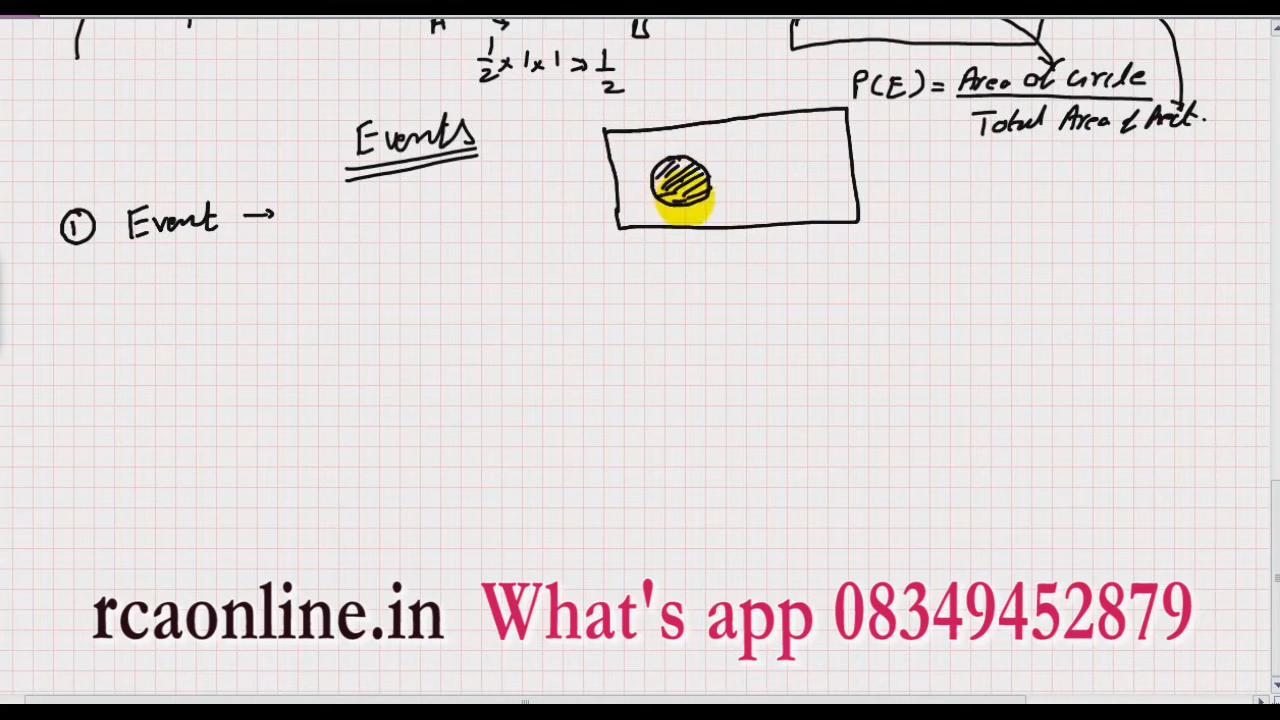 1/2 × 1 × 1 ⇒ 1/2
P(E) = Area of circle / Total Area of
Events
① Event →
rcaonline.in What's app 08349452879